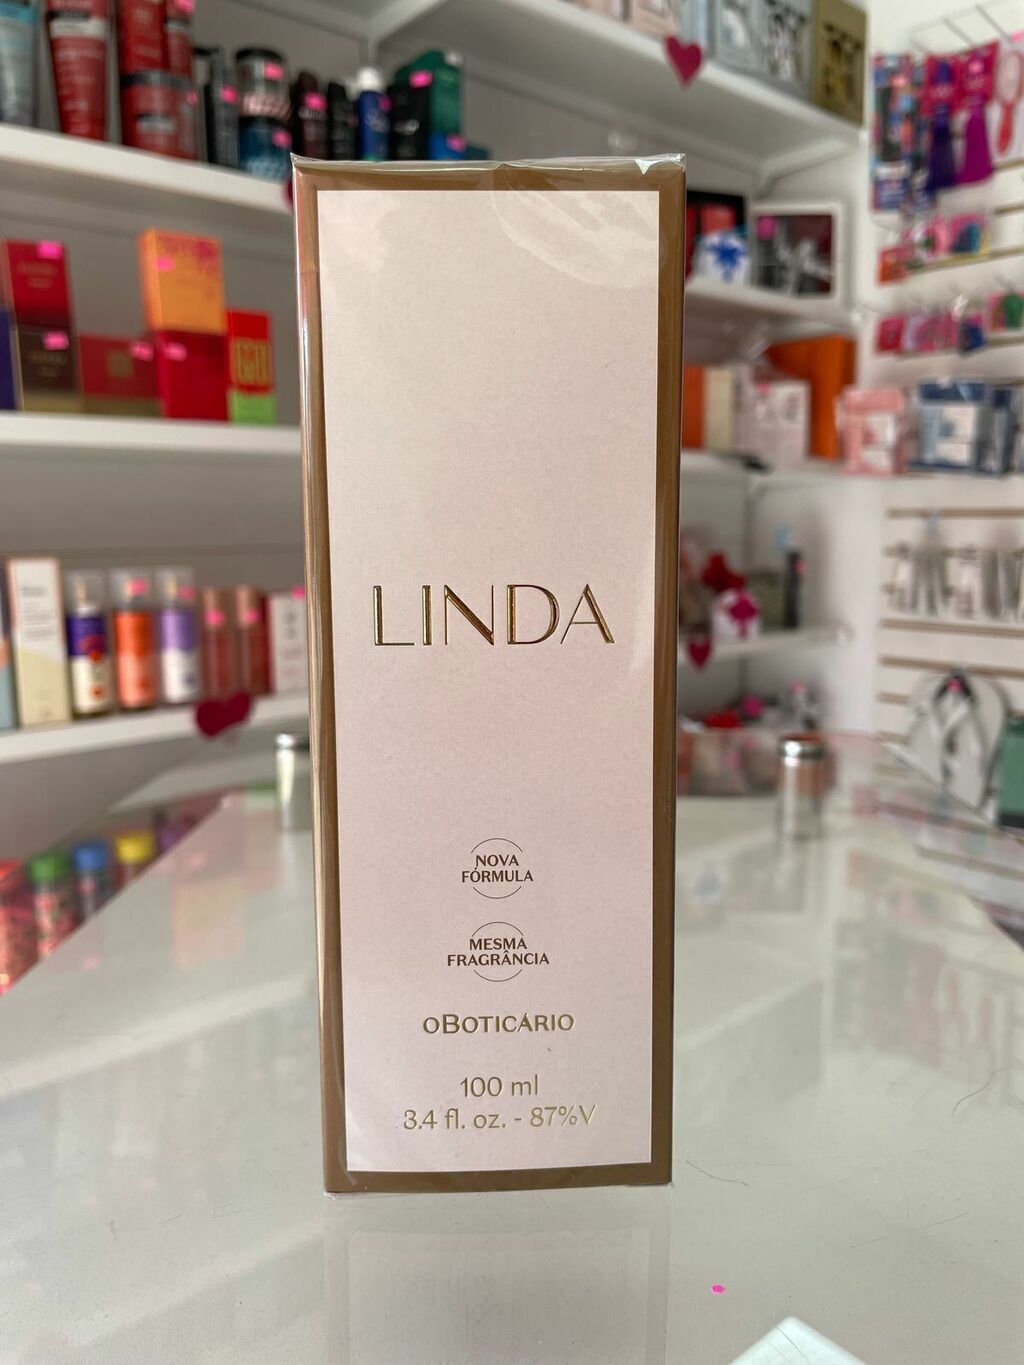 LINDA
NOVA
FÓRMULA
MESMA
FRAGRÂNCIA
OBOTICÁRIO
100 ml
3.4 fl. oz. - 87%V